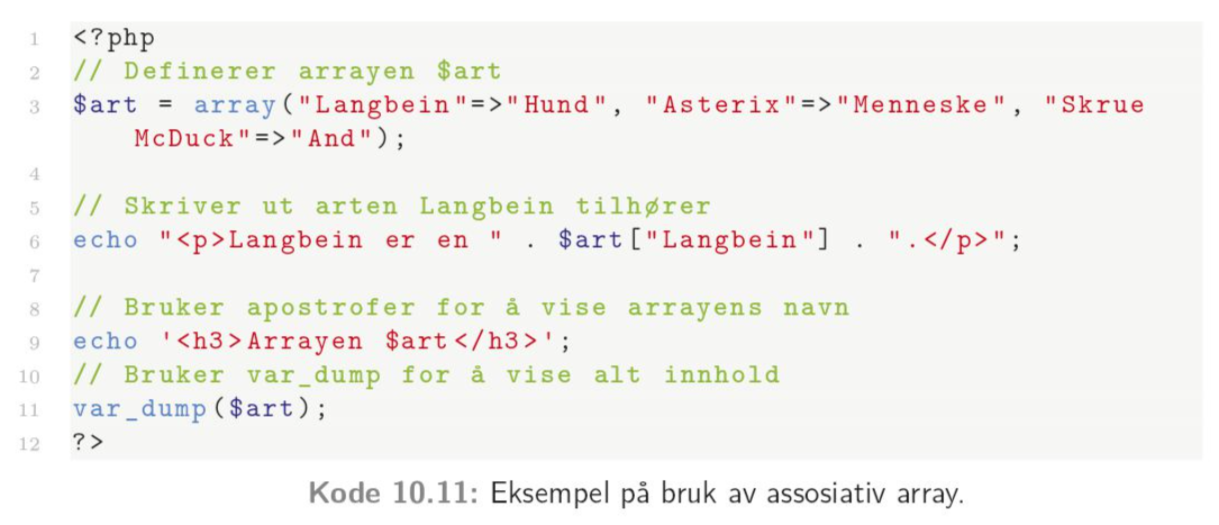 1 <?php
2 // Definerer arrayen $art
3 $art = array("Langbein"=>"Hund", "Asterix"=>"Menneske", "Skrue
McDuck"=>"And");
4
5 // Skriver ut arten Langbein tilhører
6 echo "<p>Langbein er en " . $art["Langbein"] . ".</p>";
7
8 // Bruker apostrofer for å vise arrayens navn
9 echo '<h3>Arrayen $art</h3>';
10 // Bruker var_dump for å vise alt innhold
11 var_dump($art);
12 ?>
Kode 10.11: Eksempel på bruk av assosiativ array.